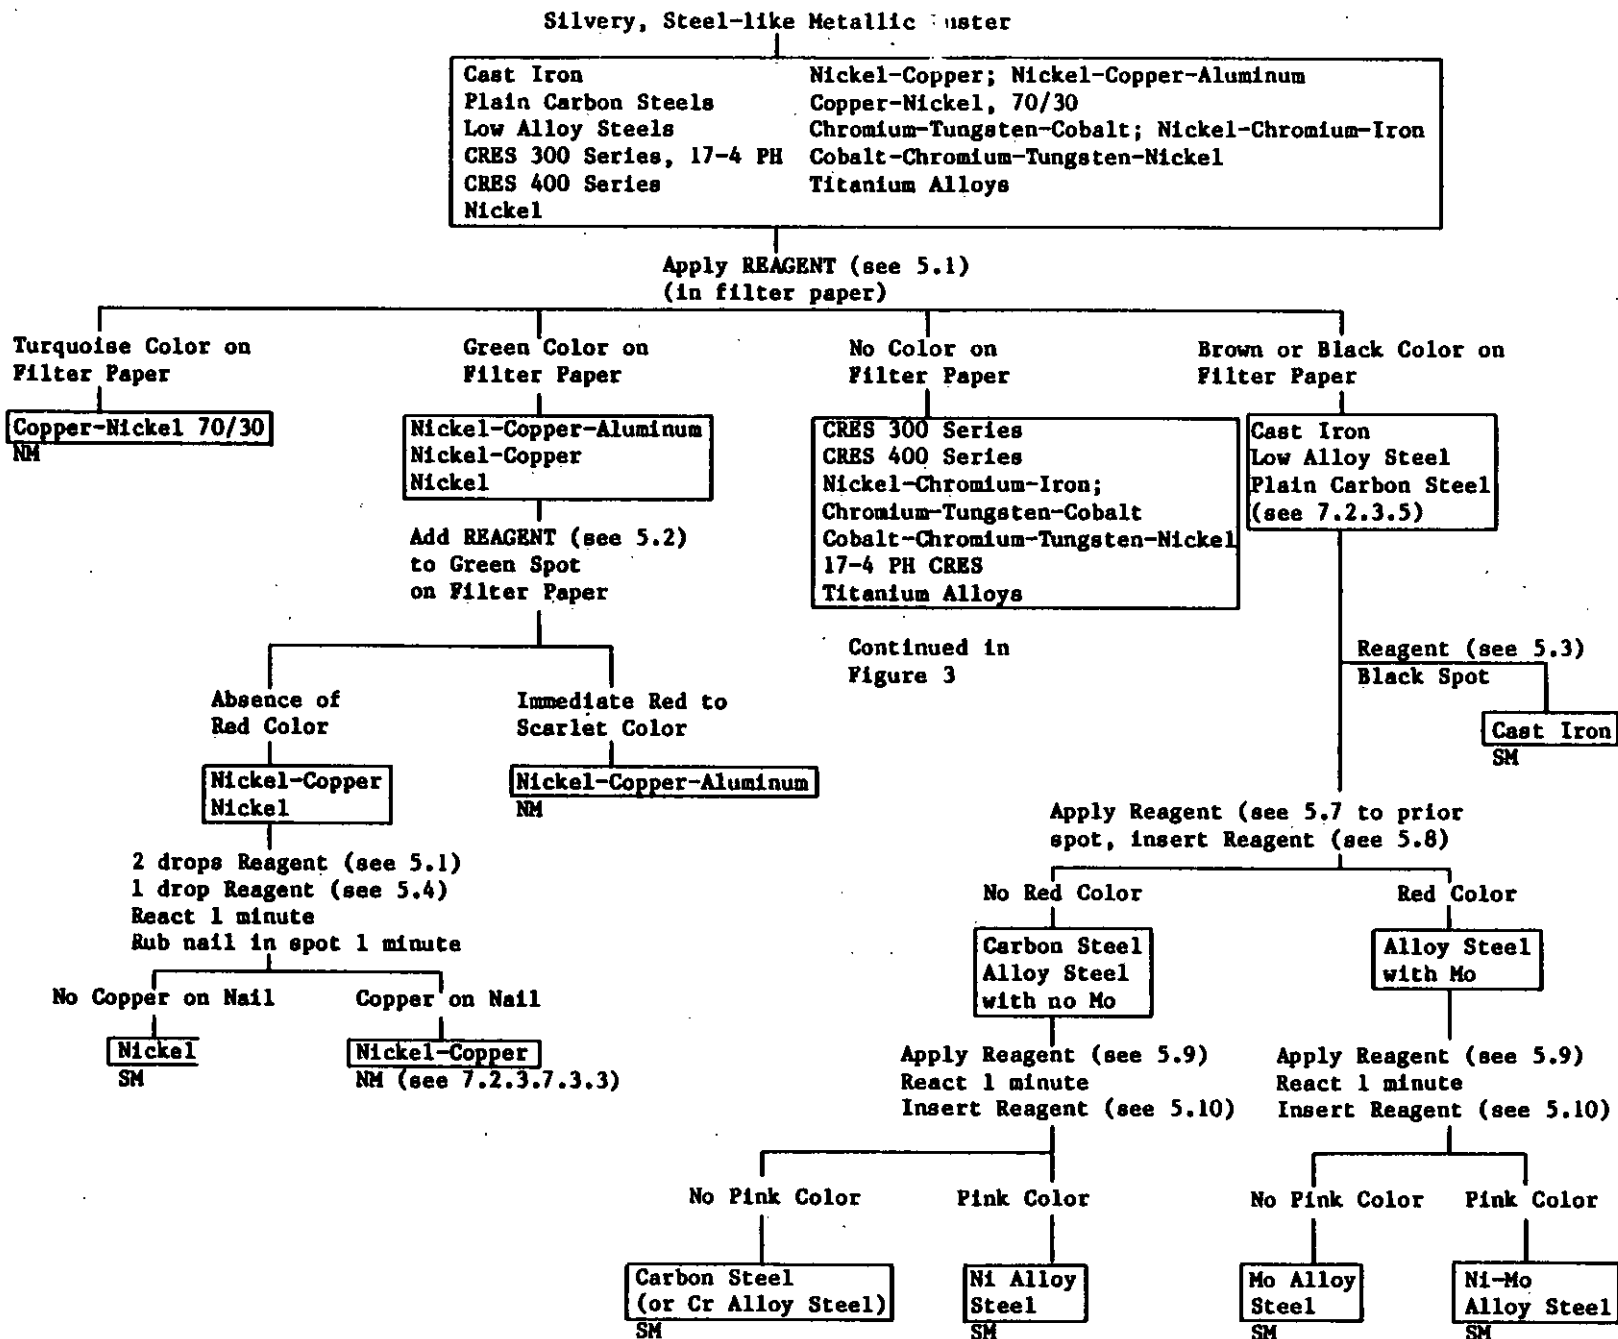 Silvery, Steel-like Metallic uster
Cast Iron
Plain Carbon Steels
Low Alloy Steels
CRES 300 Series, 17-4 PH
CRES 400 Series
Nickel
Nickel-Copper; Nickel-Copper-Aluminum
Copper-Nickel, 70/30
Chromium-Tungsten-Cobalt; Nickel-Chromium-Iron
Cobalt-Chromium-Tungsten-Nickel
Titanium Alloys
Apply REAGENT (see 5.1)
(in filter paper)
Turquoise Color on
Filter Paper
Copper-Nickel 70/30
NM
Green Color on
Filter Paper
Nickel-Copper-Aluminum
Nickel-Copper
Nickel
Add REAGENT (see 5.2)
to Green Spot
on Filter Paper
Absence of
Red Color
Nickel-Copper
Nickel
2 drops Reagent (see 5.1)
1 drop Reagent (see 5.4)
React 1 minute
Rub nail in spot 1 minute
No Copper on Nail
Nickel
SM
Copper on Nail
Nickel-Copper
NM (see 7.2.3.7.3.3)
Immediate Red to
Scarlet Color
Nickel-Copper-Aluminum
NM
No Color on
Filter Paper
CRES 300 Series
CRES 400 Series
Nickel-Chromium-Iron;
Chromium-Tungsten-Cobalt
Cobalt-Chromium-Tungsten-Nickel
17-4 PH CRES
Titanium Alloys
Continued in
Figure 3
Brown or Black Color on
Filter Paper
Cast Iron
Low Alloy Steel
Plain Carbon Steel
(see 7.2.3.5)
Reagent (see 5.3)
Black Spot
Cast Iron
SM
Apply Reagent (see 5.7 to prior
spot, insert Reagent (see 5.8)
No Red Color
Carbon Steel
Alloy Steel
with no Mo
Apply Reagent (see 5.9)
React 1 minute
Insert Reagent (see 5.10)
No Pink Color
Carbon Steel
(or Cr Alloy Steel)
SM
Pink Color
Ni Alloy
Steel
SM
Red Color
Alloy Steel
with Mo
Apply Reagent (see 5.9)
React 1 minute
Insert Reagent (see 5.10)
No Pink Color
Mo Alloy
Steel
SM
Pink Color
Ni-Mo
Alloy Steel
SM